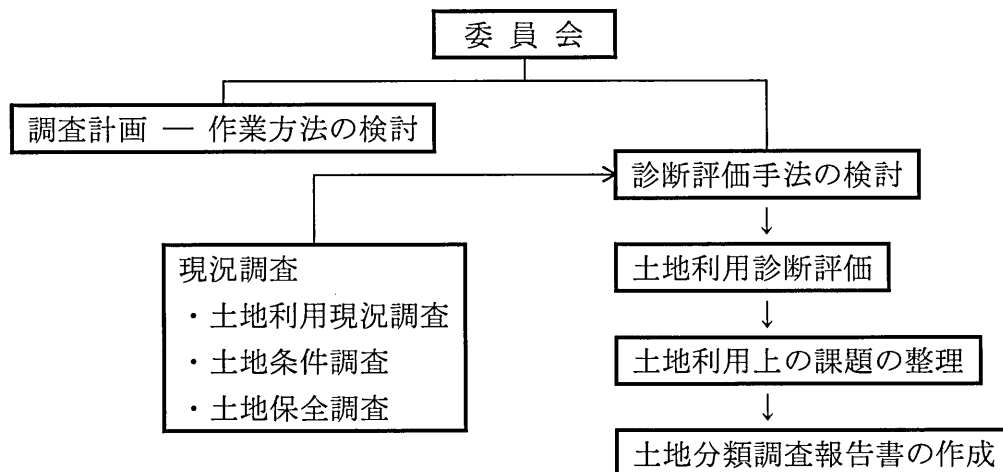 委員会
調査計画 ― 作業方法の検討
診断評価手法の検討
↓
現況調査
・土地利用現況調査
・土地条件調査
・土地保全調査
土地利用診断評価
↓
土地利用上の課題の整理
↓
土地分類調査報告書の作成